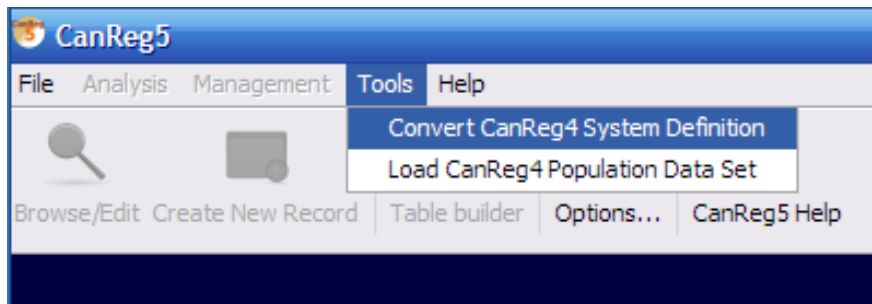 CanReg5
File Analysis Management Tools Help
Convert CanReg4 System Definition
Load CanReg4 Population Data Set
Browse/Edit Create New Record Table builder Options... CanReg5 Help